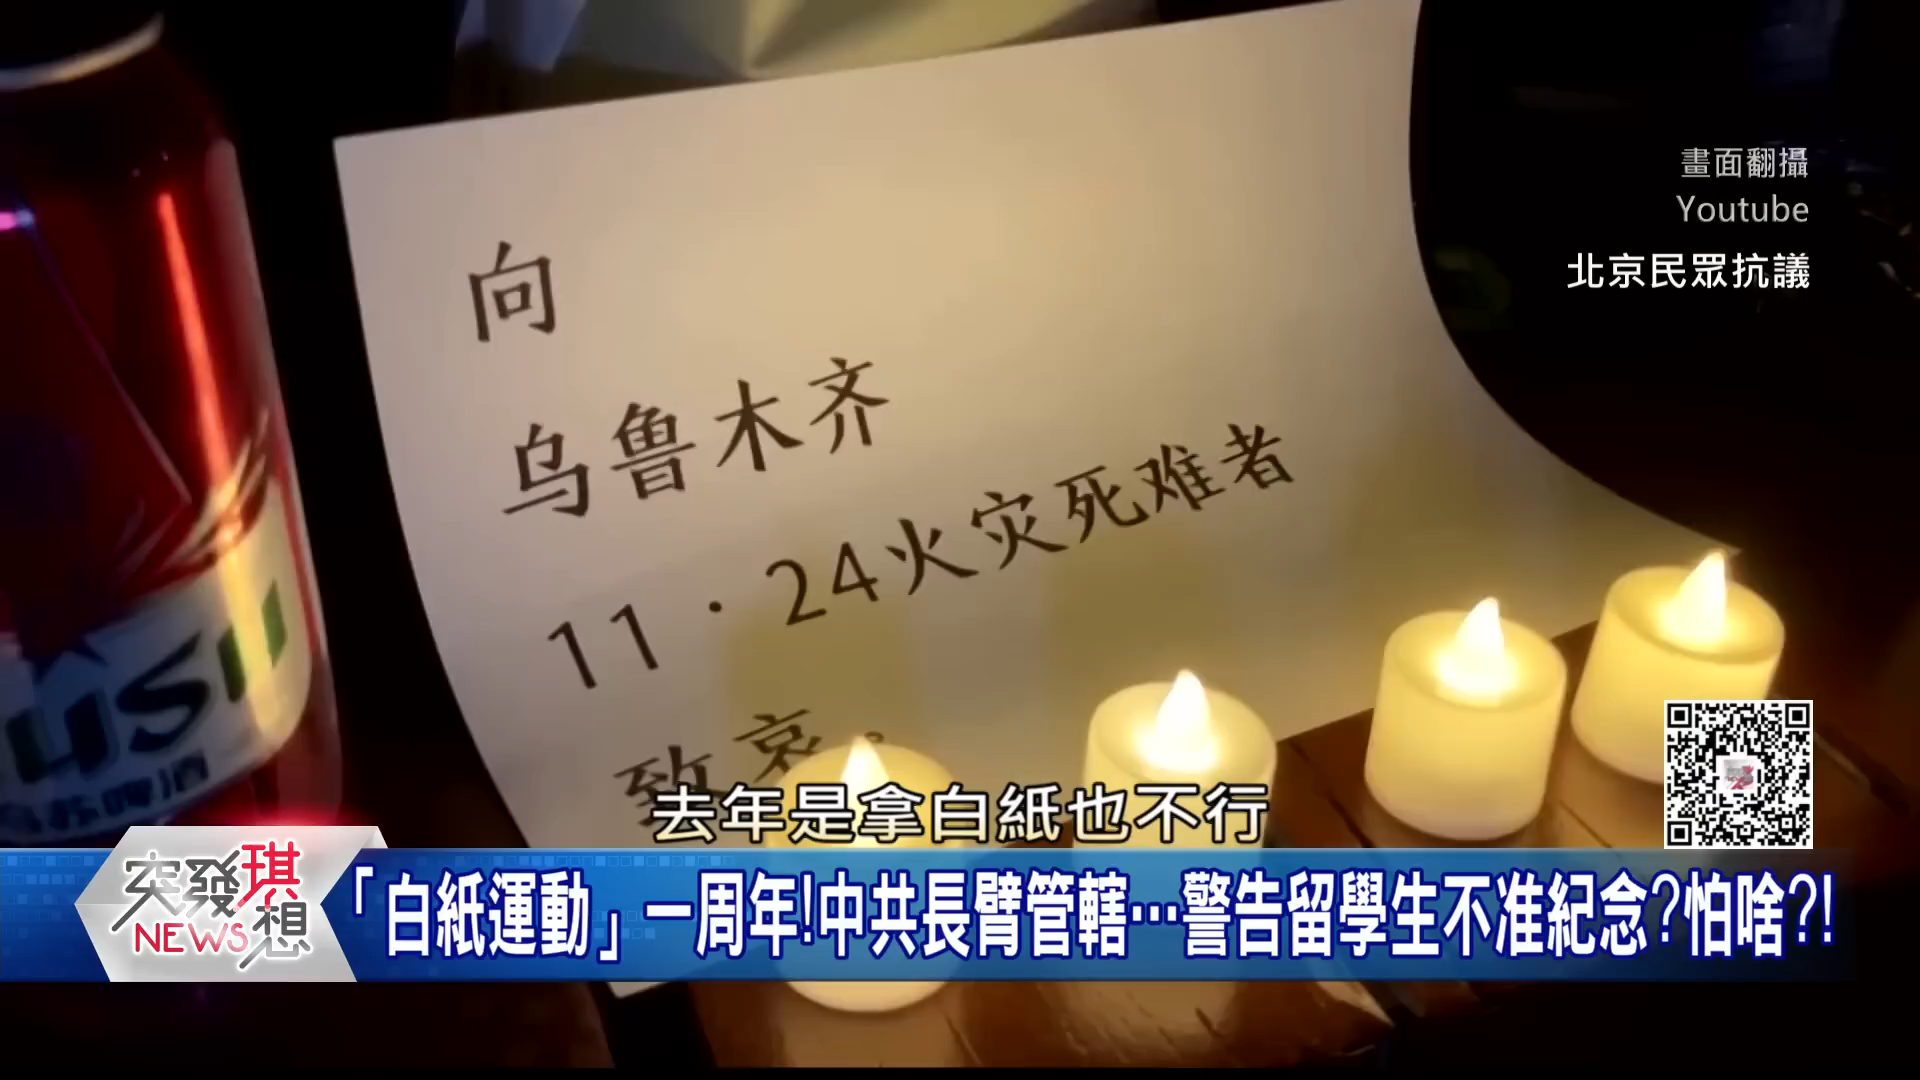 畫面翻攝
Youtube
北京民眾抗議
向
乌鲁木齐
11·24火灾死难者
致哀。
去年是拿白紙也不行
突發琪想
NEWS
「白紙運動」一周年!中共長臂管轄…警告留學生不准紀念?怕啥?!